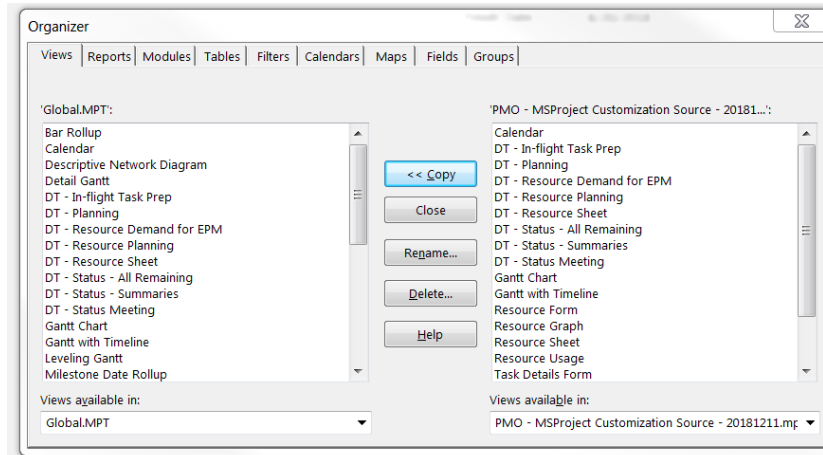 Organizer
Views Reports Modules Tables Filters Calendars Maps Fields Groups
'Global.MPT':
Bar Rollup
Calendar
Descriptive Network Diagram
Detail Gantt
DT - In-flight Task Prep
DT - Planning
DT - Resource Demand for EPM
DT - Resource Planning
DT - Resource Sheet
DT - Status - All Remaining
DT - Status - Summaries
DT - Status Meeting
Gantt Chart
Gantt with Timeline
Leveling Gantt
Milestone Date Rollup
Views available in:
Global.MPT
<< Copy
Close
Rename...
Delete...
Help
'PMO - MSProject Customization Source - 20181...':
Calendar
DT - In-flight Task Prep
DT - Planning
DT - Resource Demand for EPM
DT - Resource Planning
DT - Resource Sheet
DT - Status - All Remaining
DT - Status - Summaries
DT - Status Meeting
Gantt Chart
Gantt with Timeline
Resource Form
Resource Graph
Resource Sheet
Resource Usage
Task Details Form
Views available in:
PMO - MSProject Customization Source - 20181211.mp